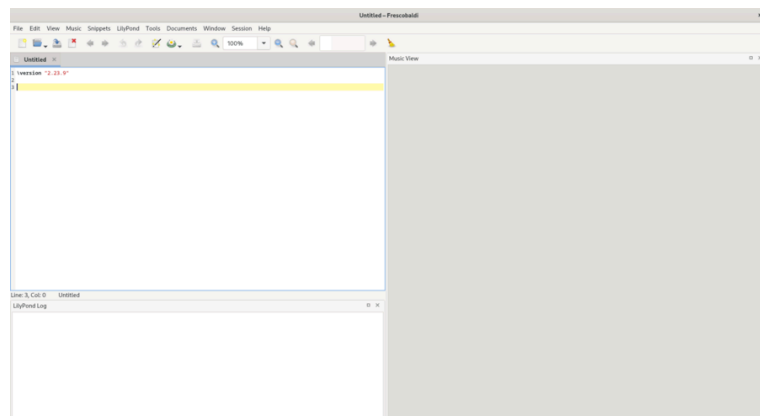 Untitled – Frescobaldi
File Edit View Music Snippets LilyPond Tools Documents Window Session Help
100%
Untitled
Music View
1 \version "2.23.9"
2
3
Line: 3, Col: 0 Untitled
LilyPond Log